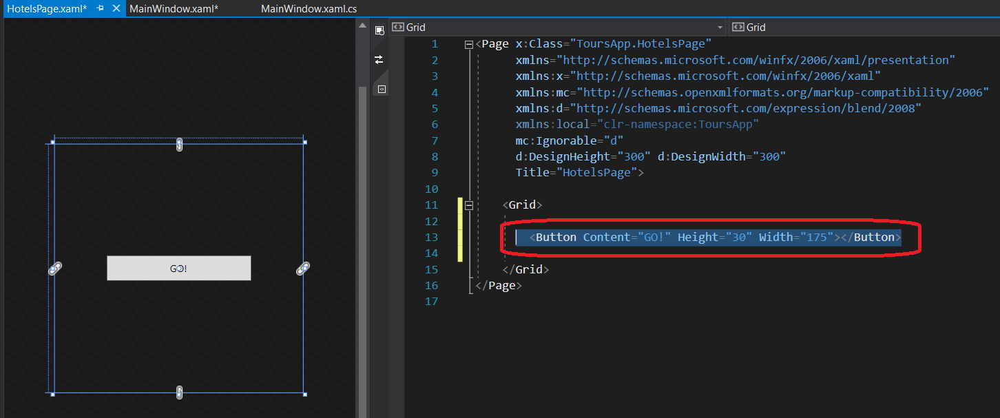 HotelsPage.xaml*
MainWindow.xaml*
MainWindow.xaml.cs
Grid
Grid
GO!
1 <Page x:Class="ToursApp.HotelsPage"
2 xmlns="http://schemas.microsoft.com/winfx/2006/xaml/presentation"
3 xmlns:x="http://schemas.microsoft.com/winfx/2006/xaml"
4 xmlns:mc="http://schemas.openxmlformats.org/markup-compatibility/2006"
5 xmlns:d="http://schemas.microsoft.com/expression/blend/2008"
6 xmlns:local="clr-namespace:ToursApp"
7 mc:Ignorable="d"
8 d:DesignHeight="300" d:DesignWidth="300"
9 Title="HotelsPage">
10
11 <Grid>
12
13 <Button Content="GO!" Height="30" Width="175"></Button>
14
15 </Grid>
16 </Page>
17